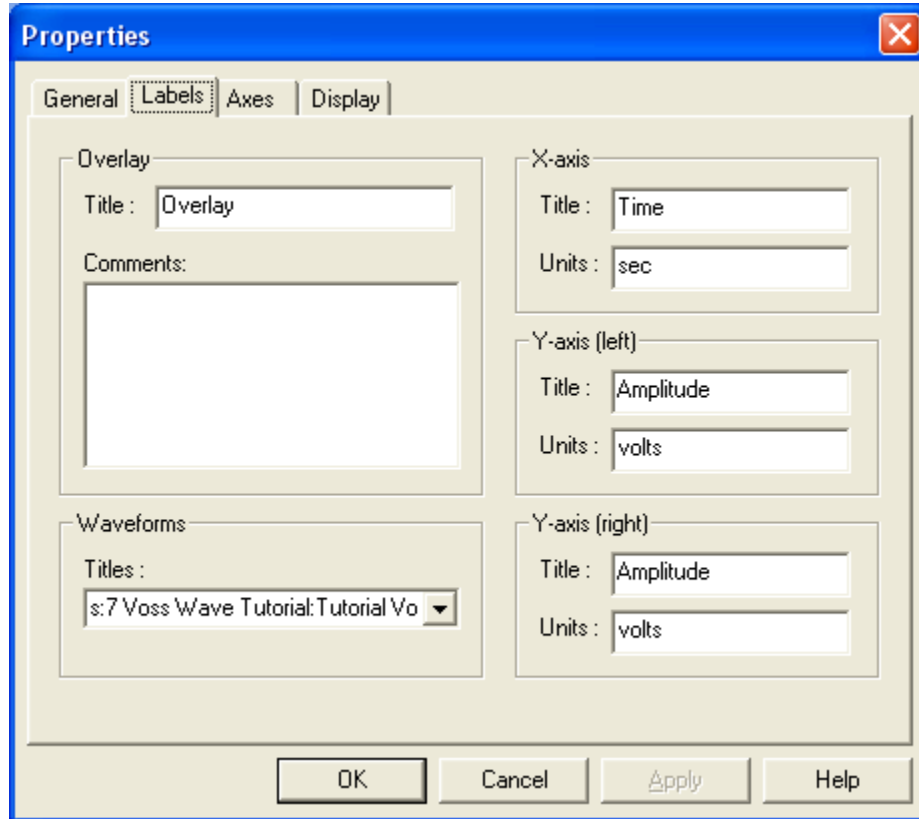 Properties
General Labels Axes Display
Overlay
Title : Overlay
Comments:
Waveforms
Titles :
s:7 Voss Wave Tutorial:Tutorial Vo
X-axis
Title : Time
Units : sec
Y-axis (left)
Title : Amplitude
Units : volts
Y-axis (right)
Title : Amplitude
Units : volts
OK Cancel Apply Help